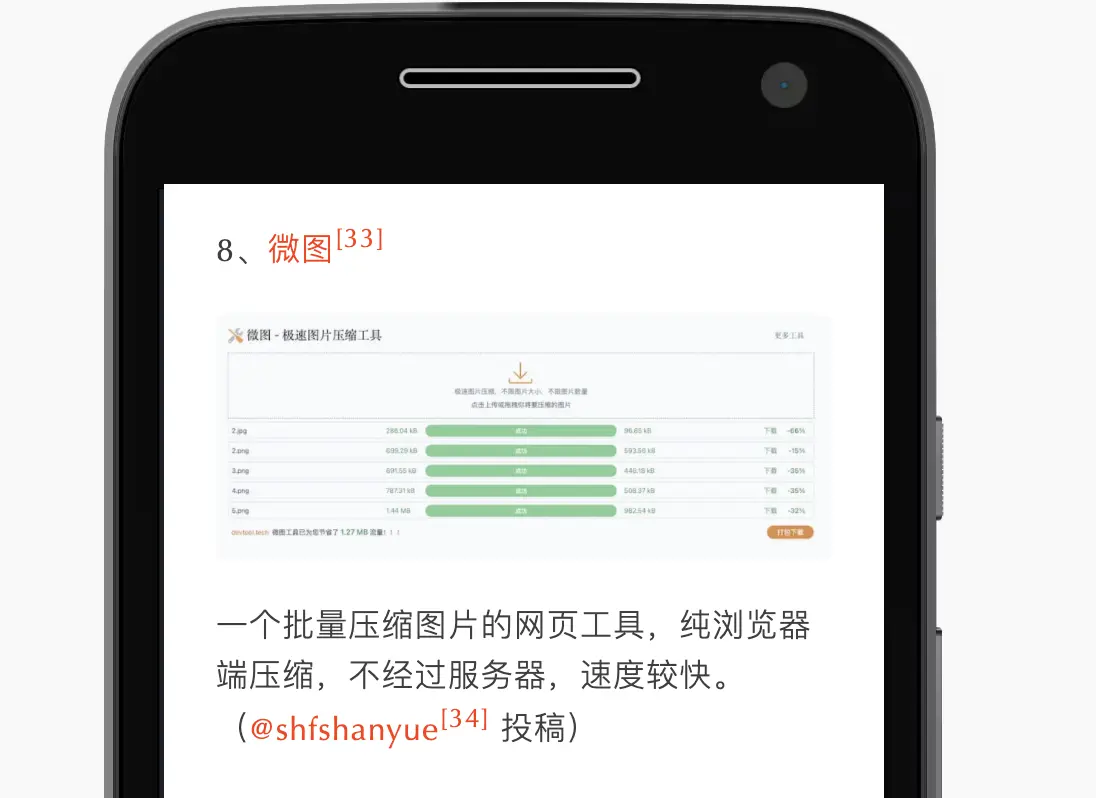 8、微图[33]
微图 - 极速图片压缩工具
更多工具
极速图片压缩，不限图片大小，不限图片数量
点击上传或拖拽你将要压缩的图片
2.jpg 288.04 kB 成功 96.65 kB 下载 -66%
2.png 695.29 kB 成功 593.56 kB 下载 -15%
3.png 691.55 kB 成功 下载 -35%
4.png 787.31 kB 成功 508.37 kB 下载 -35%
5.png 1.44 MB 成功 982.54 kB 下载 -32%
devtool.tech: 微图工具已为您节省了 1.27 MB 流量！！！
打包下载
一个批量压缩图片的网页工具，纯浏览器
端压缩，不经过服务器，速度较快。
（@shfshanyue[34] 投稿）